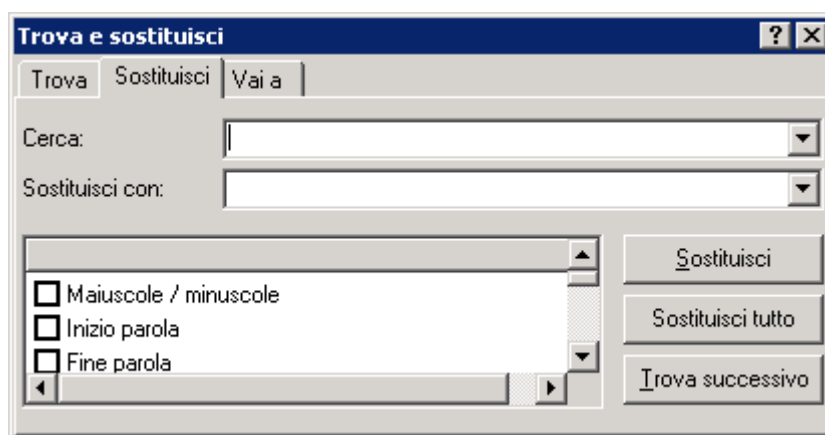 Trova e sostituisci
Trova Sostituisci Vai a
Cerca:
Sostituisci con:
Maiuscole / minuscole
Inizio parola
Fine parola
Sostituisci
Sostituisci tutto
Trova successivo